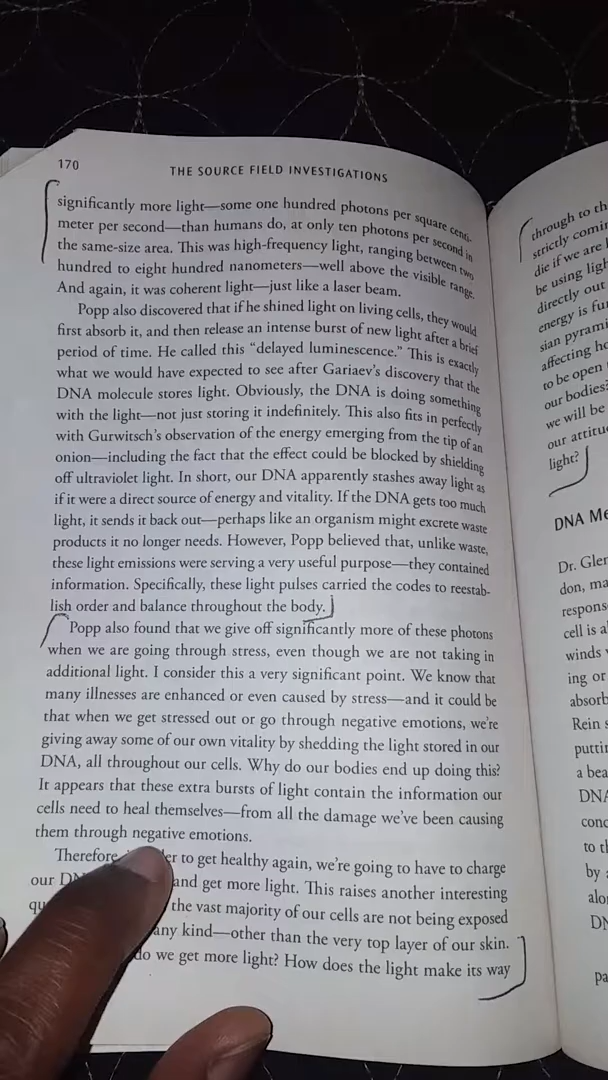 170
THE SOURCE FIELD INVESTIGATIONS
significantly more light—some one hundred photons per square centi-
meter per second—than humans do, at only ten photons per second in
the same-size area. This was high-frequency light, ranging between two
hundred to eight hundred nanometers—well above the visible range.
And again, it was coherent light—just like a laser beam.
Popp also discovered that if he shined light on living cells, they would
first absorb it, and then release an intense burst of new light after a brief
period of time. He called this “delayed luminescence.” This is exactly
what we would have expected to see after Gariaev’s discovery that the
DNA molecule stores light. Obviously, the DNA is doing something
with the light—not just storing it indefinitely. This also fits in perfectly
with Gurwitsch’s observation of the energy emerging from the tip of an
onion—including the fact that the effect could be blocked by shielding
off ultraviolet light. In short, our DNA apparently stashes away light as
if it were a direct source of energy and vitality. If the DNA gets too much
light, it sends it back out—perhaps like an organism might excrete waste
products it no longer needs. However, Popp believed that, unlike waste,
these light emissions were serving a very useful purpose—they contained
information. Specifically, these light pulses carried the codes to reestab-
lish order and balance throughout the body.
Popp also found that we give off significantly more of these photons
when we are going through stress, even though we are not taking in
additional light. I consider this a very significant point. We know that
many illnesses are enhanced or even caused by stress—and it could be
that when we get stressed out or go through negative emotions, we’re
giving away some of our own vitality by shedding the light stored in our
DNA, all throughout our cells. Why do our bodies end up doing this?
It appears that these extra bursts of light contain the information our
cells need to heal themselves—from all the damage we’ve been causing
them through negative emotions.
Therefore, to get healthy again, we’re going to have to charge
our and get more light. This raises another interesting
the vast majority of our cells are not being exposed
any kind—other than the very top layer of our skin.
do we get more light? How does the light make its way
through to th
strictly comin
die if we are
be using ligh
directly out
energy is fu
sian pyrami
affecting ho
to be open
our bodies?
we will be
our attitu
light?
DNA Me
Dr. Gler
don, ma
respons
cell is a
winds
ing or
absorb
Rein s
puttir
a bea
DNA
conc
to th
by
alo
DN
pa